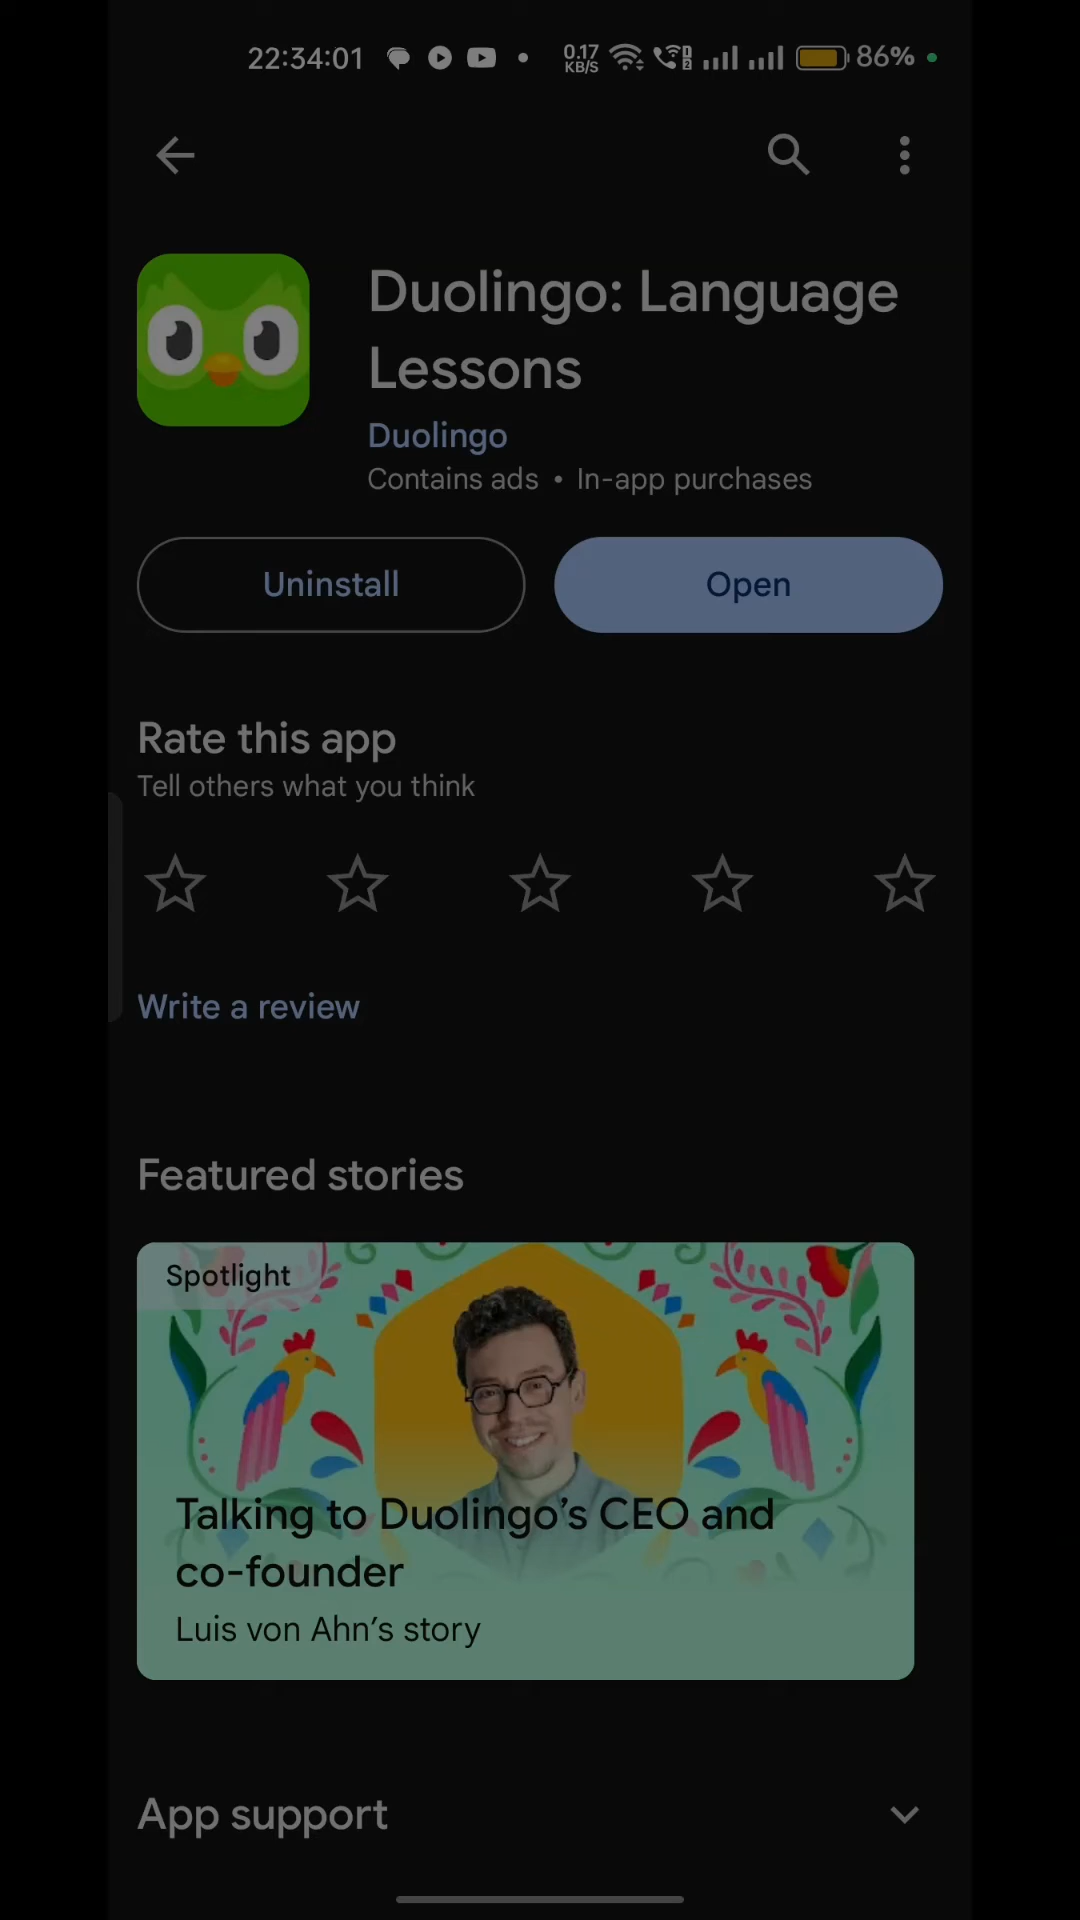 22:34:01 0.17 KB/S 86%
Duolingo: Language
Lessons
Duolingo
Contains ads • In-app purchases
Uninstall
Open
Rate this app
Tell others what you think
Write a review
Featured stories
Spotlight
Talking to Duolingo’s CEO and
co-founder
Luis von Ahn’s story
App support